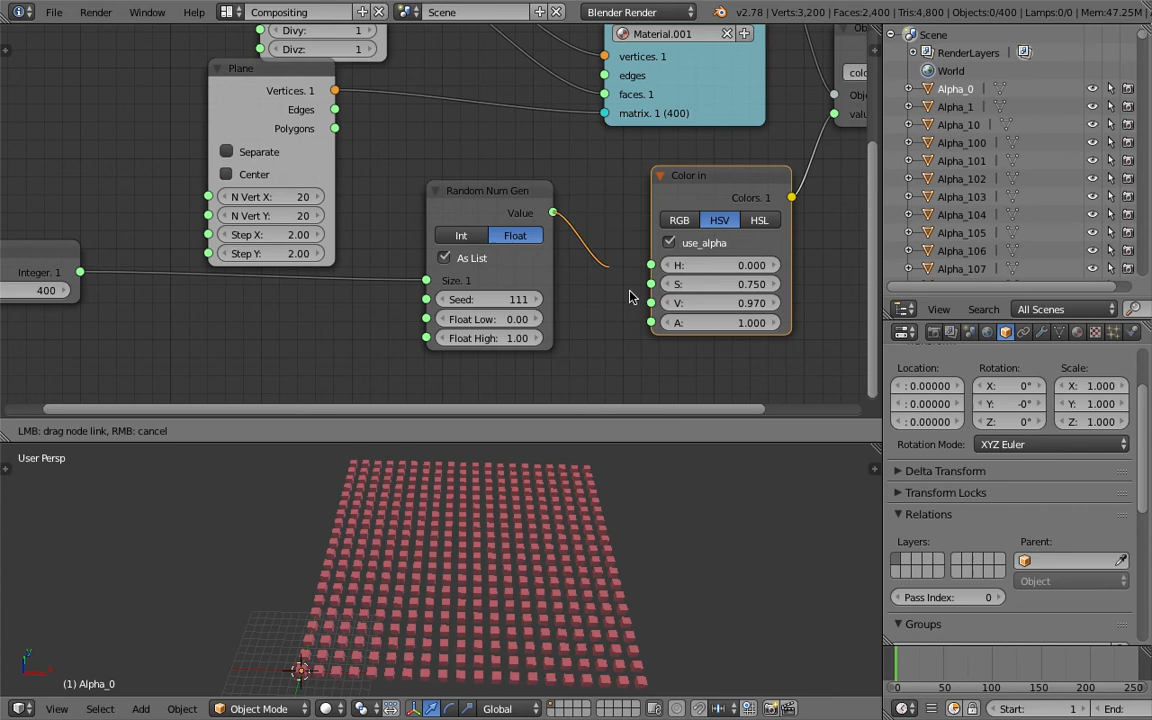 File Render Window Help Compositing Scene Blender Render v2.78 | Verts:3,200 | Faces:2,400 | Tris:4,800 | Objects:0/400 | Lamps:0/0 | Mem:47.25M |
Divy: 1
Divz: 1
Plane
Vertices. 1
Edges
Polygons
Separate
Center
N Vert X: 20
N Vert Y: 20
Step X: 2.00
Step Y: 2.00
Integer. 1
400
Random Num Gen
Value
Int Float
As List
Size. 1
Seed: 111
Float Low: 0.00
Float High: 1.00
Material.001
vertices. 1
edges
faces. 1
matrix. 1 (400)
Color in
Colors. 1
RGB HSV HSL
use_alpha
H: 0.000
S: 0.750
V: 0.970
A: 1.000
LMB: drag node link, RMB: cancel
User Persp
(1) Alpha_0
View Select Add Object Object Mode Global
Scene
RenderLayers
World
Alpha_0
Alpha_1
Alpha_10
Alpha_100
Alpha_101
Alpha_102
Alpha_103
Alpha_104
Alpha_105
Alpha_106
Alpha_107
View Search All Scenes
Location: Rotation: Scale:
: 0.00000 X: 0° X: 1.000
: 0.00000 Y: -0° Y: 1.000
: 0.00000 Z: 0° Z: 1.000
Rotation Mode: XYZ Euler
Delta Transform
Transform Locks
Relations
Layers: Parent:
Object
Pass Index: 0
Groups
0 50 100 150 200 250
Start: 1 End: